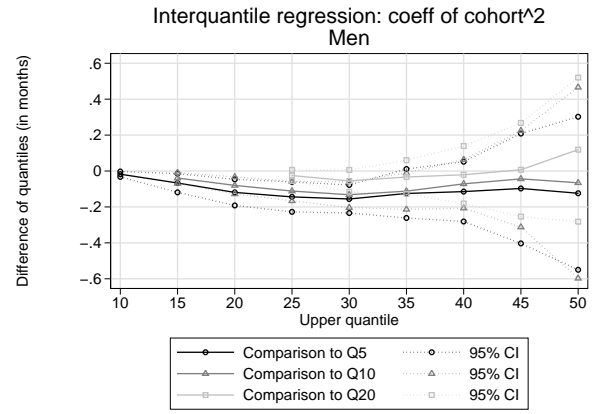 Interquantile regression: coeff of cohort^2
Men
Difference of quantiles (in months)
.6
.4
.2
0
-.2
-.4
-.6
10 15 20 25 30 35 40 45 50
Upper quantile
Comparison to Q5 95% CI
Comparison to Q10 95% CI
Comparison to Q20 95% CI